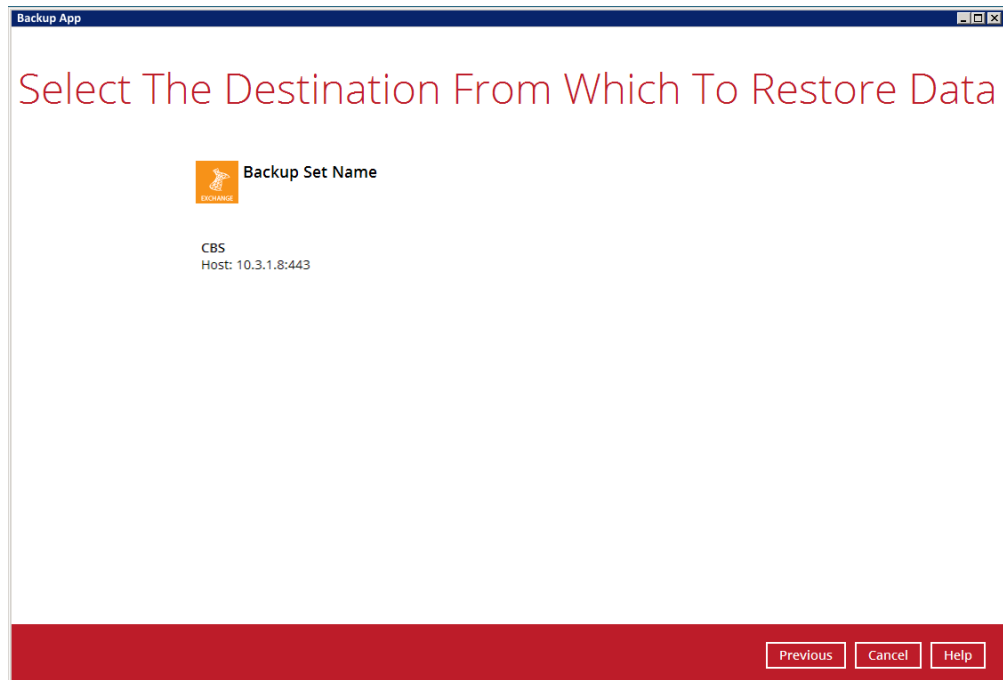 Backup App
Select The Destination From Which To Restore Data
Backup Set Name
EXCHANGE
CBS
Host: 10.3.1.8:443
Previous Cancel Help